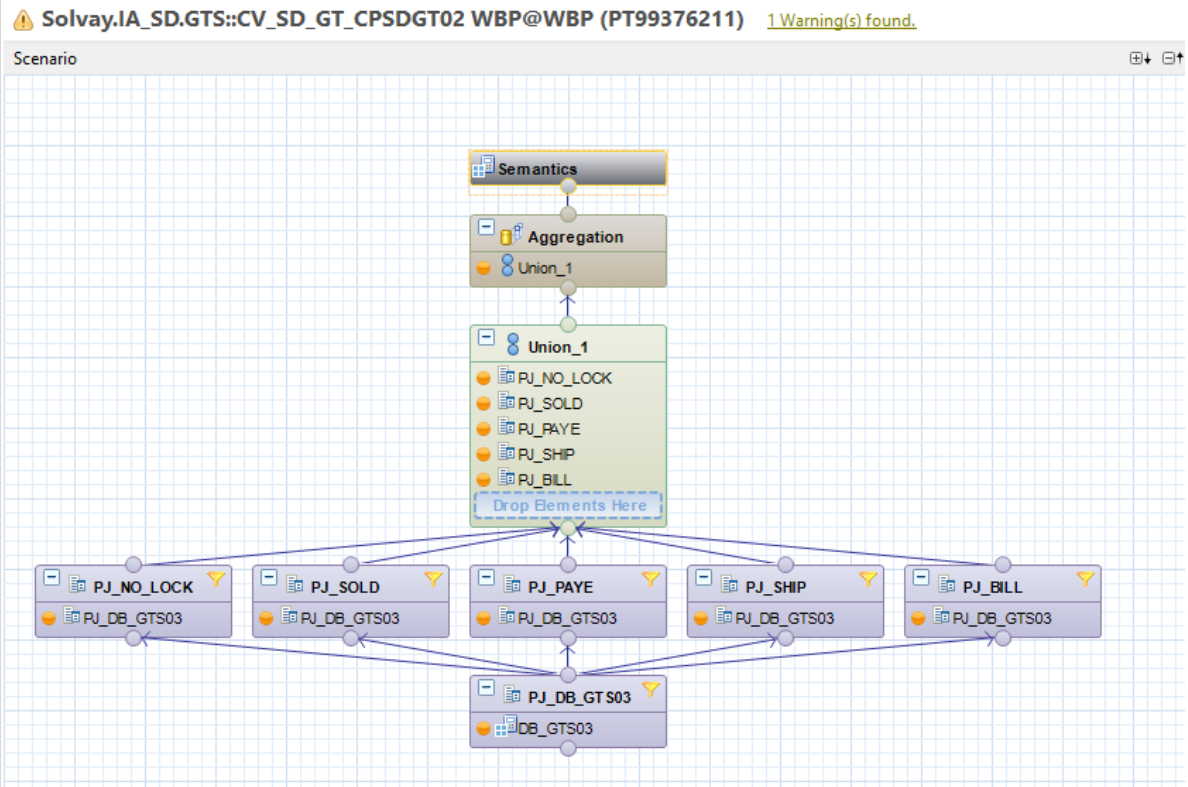 Solvay.IA_SD.GTS::CV_SD_GT_CPSDGT02 WBP@WBP (PT99376211) 1 Warning(s) found.
Scenario
Semantics
Aggregation
Union_1
Union_1
PJ_NO_LOCK
PJ_SOLD
PJ_PAYE
PJ_SHIP
PJ_BILL
Drop Elements Here
PJ_NO_LOCK PJ_SOLD PJ_PAYE PJ_SHIP PJ_BILL
PJ_DB_GTS03 PJ_DB_GTS03 PJ_DB_GTS03 PJ_DB_GTS03 PJ_DB_GTS03
PJ_DB_GTS03
DB_GTS03